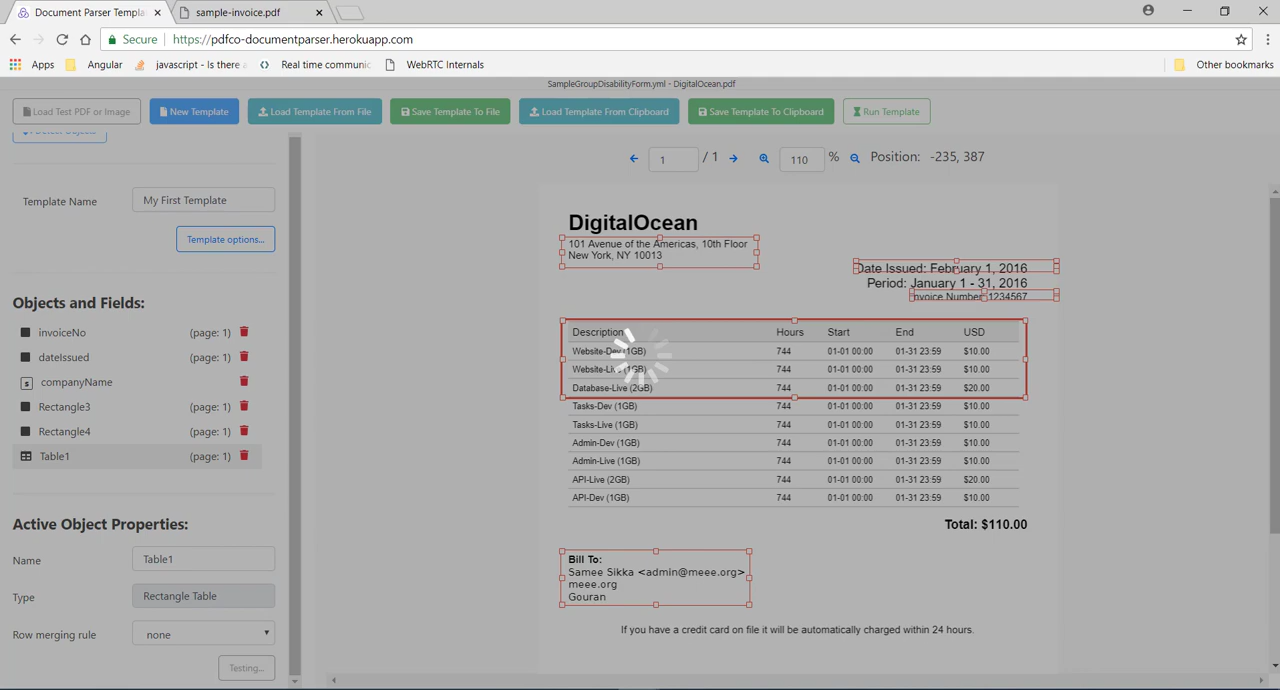 Document Parser Templa
sample-invoice.pdf
Secure
https://pdfco-documentparser.herokuapp.com
Apps
Angular
javascript - Is there a
Real time communic
WebRTC Internals
Other bookmarks
SampleGroupDisabilityForm.yml - DigitalOcean.pdf
Load Test PDF or Image
New Template
Load Template From File
Save Template To File
Load Template From Clipboard
Save Template To Clipboard
Run Template
1 / 1 110 % Position: -235, 387
Template Name My First Template
Template options...
Objects and Fields:
invoiceNo (page: 1)
dateIssued (page: 1)
companyName
Rectangle3 (page: 1)
Rectangle4 (page: 1)
Table1 (page: 1)
Active Object Properties:
Name Table1
Type Rectangle Table
Row merging rule none
Testing...
DigitalOcean
101 Avenue of the Americas, 10th Floor
New York, NY 10013
Date Issued: February 1, 2016
Period: January 1 - 31, 2016
Invoice Number: 1234567
Description Hours Start End USD
Website-Dev (1GB) 744 01-01 00:00 01-31 23:59 $10.00
Website-Live (1GB) 744 01-01 00:00 01-31 23:59 $10.00
Database-Live (2GB) 744 01-01 00:00 01-31 23:59 $20.00
Tasks-Dev (1GB) 744 01-01 00:00 01-31 23:59 $10.00
Tasks-Live (1GB) 744 01-01 00:00 01-31 23:59 $10.00
Admin-Dev (1GB) 744 01-01 00:00 01-31 23:59 $10.00
Admin-Live (1GB) 744 01-01 00:00 01-31 23:59 $10.00
API-Live (2GB) 744 01-01 00:00 01-31 23:59 $20.00
API-Dev (1GB) 744 01-01 00:00 01-31 23:59 $10.00
Total: $110.00
Bill To:
Samee Sikka <admin@meee.org>
meee.org
Gouran
If you have a credit card on file it will be automatically charged within 24 hours.